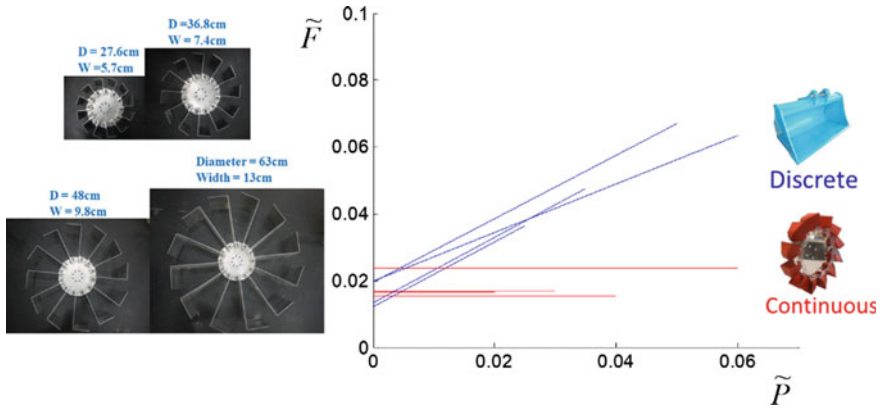 D =36.8cm
W = 7.4cm
D = 27.6cm
W =5.7cm
Diameter = 63cm
Width = 13cm
D = 48cm
W = 9.8cm
F̃
0.1
0.08
0.06
0.04
0.02
0
0 0.02 0.04 0.06
P̃
Discrete
Continuous